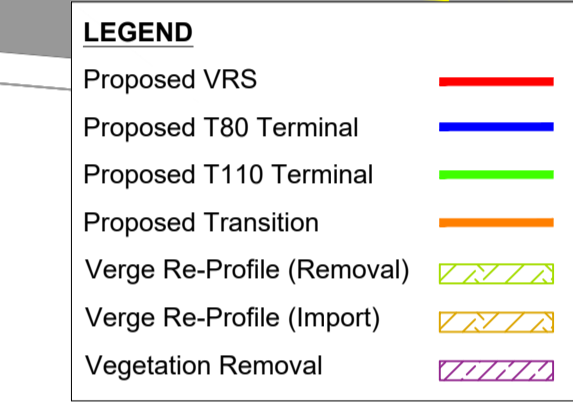 LEGEND
Proposed VRS
Proposed T80 Terminal
Proposed T110 Terminal
Proposed Transition
Verge Re-Profile (Removal)
Verge Re-Profile (Import)
Vegetation Removal